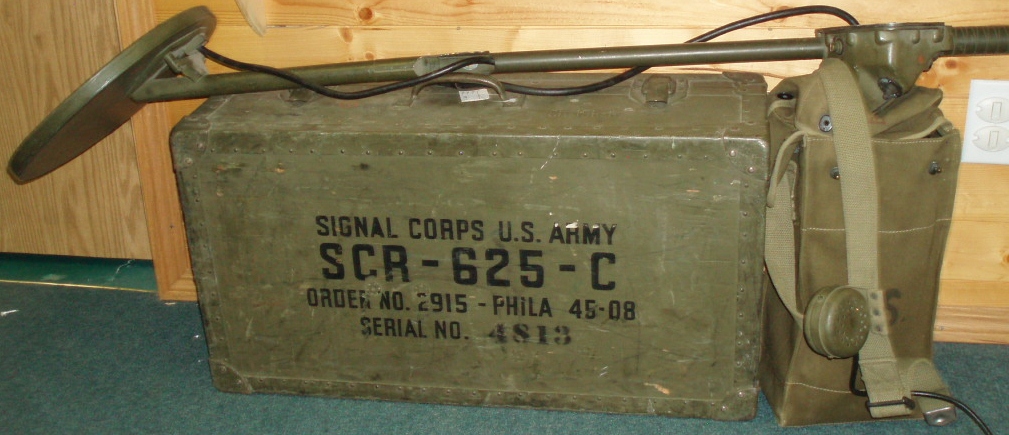 SIGNAL CORPS U.S. ARMY
SCR-625-C
ORDER NO. 2915 - PHILA 45-08
SERIAL NO. 4813